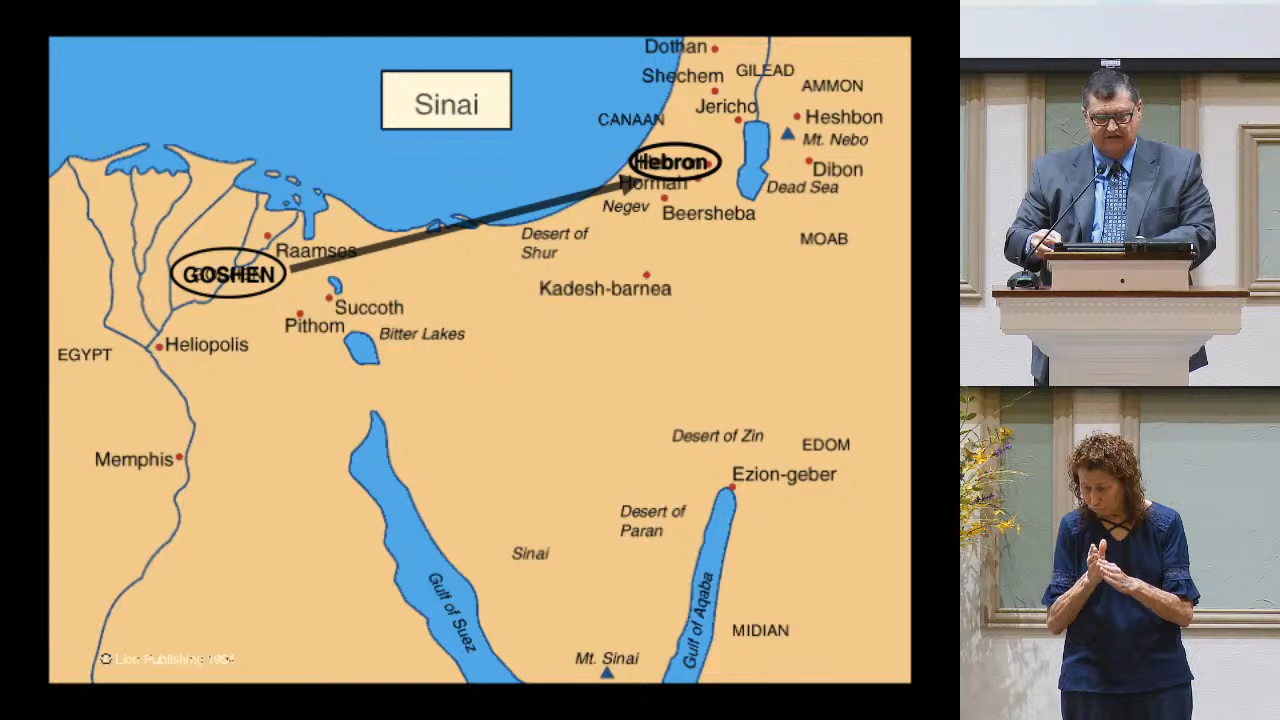 Sinai
Dothan
Shechem
GILEAD
AMMON
Jericho
CANAAN
Heshbon
Mt. Nebo
Hebron
Dibon
Hormah
Dead Sea
Negev
Beersheba
Desert of
Shur
MOAB
Raamses
GOSHEN
Kadesh-barnea
Succoth
Pithom
Bitter Lakes
Heliopolis
EGYPT
Memphis
Desert of Zin
EDOM
Ezion-geber
Desert of
Paran
Sinai
Gulf of Suez
Gulf of Aqaba
MIDIAN
Mt. Sinai
© Lion Publishing